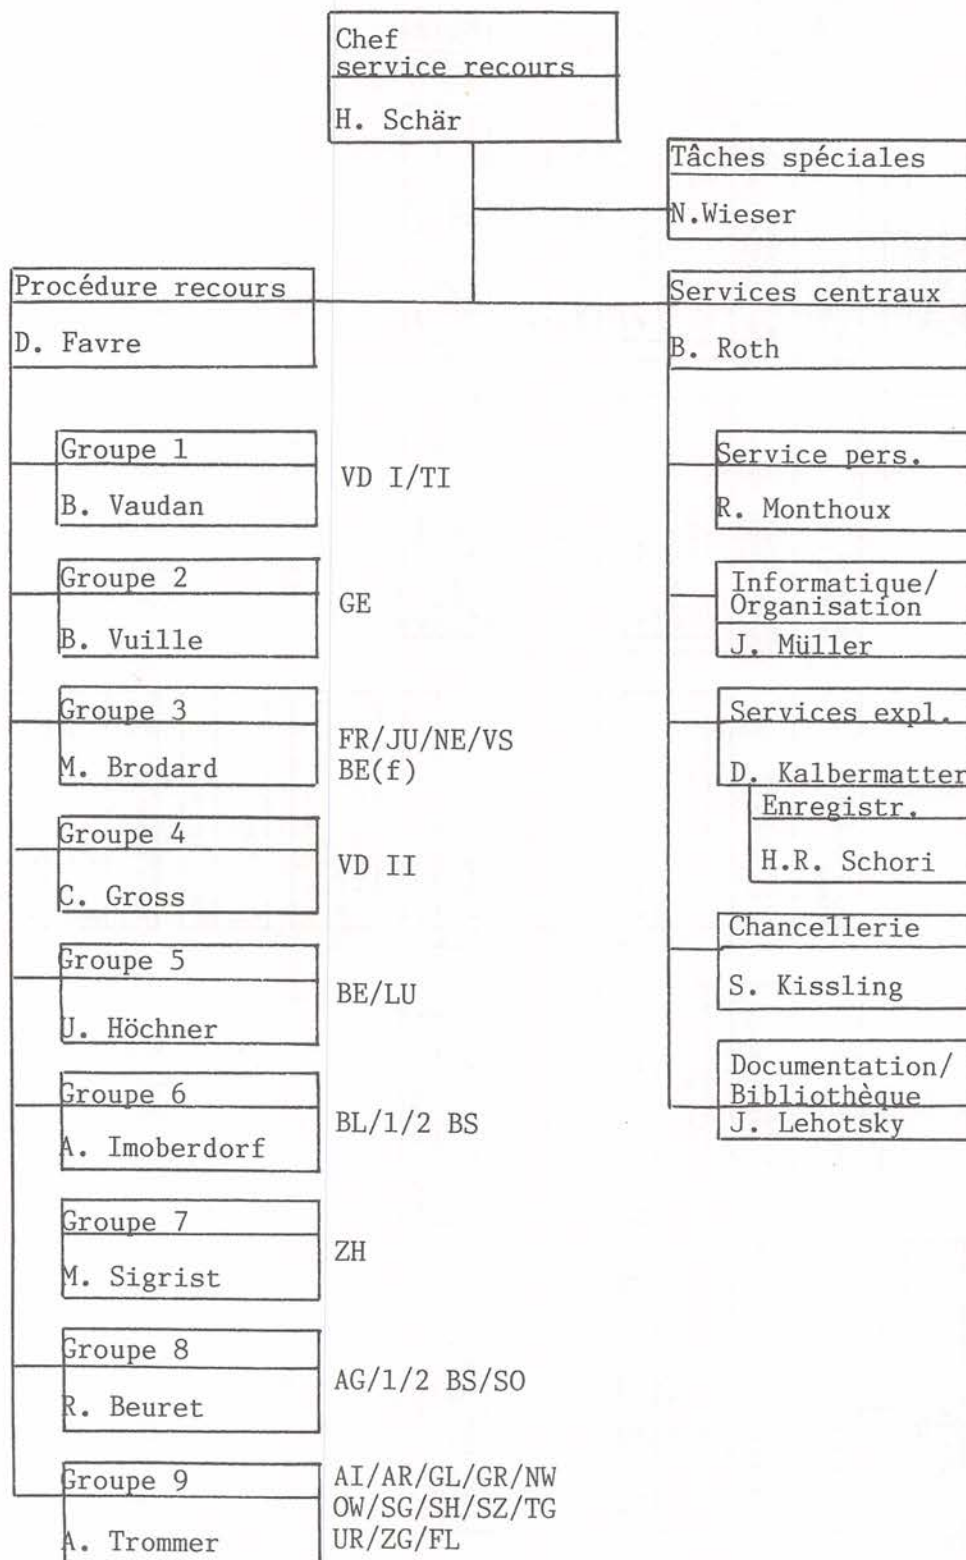 Chef
service recours
H. Schär
Tâches spéciales
N.Wieser
Procédure recours
D. Favre
Services centraux
B. Roth
Groupe 1
B. Vaudan
VD I/TI
Groupe 2
B. Vuille
GE
Groupe 3
M. Brodard
FR/JU/NE/VS
BE(f)
Groupe 4
C. Gross
VD II
Groupe 5
U. Höchner
BE/LU
Groupe 6
A. Imoberdorf
BL/1/2 BS
Groupe 7
M. Sigrist
ZH
Groupe 8
R. Beuret
AG/1/2 BS/SO
Groupe 9
A. Trommer
AI/AR/GL/GR/NW
OW/SG/SH/SZ/TG
UR/ZG/FL
Service pers.
R. Monthoux
Informatique/
Organisation
J. Müller
Services expl.
D. Kalbermatter
Enregistr.
H.R. Schori
Chancellerie
S. Kissling
Documentation/
Bibliothèque
J. Lehotsky